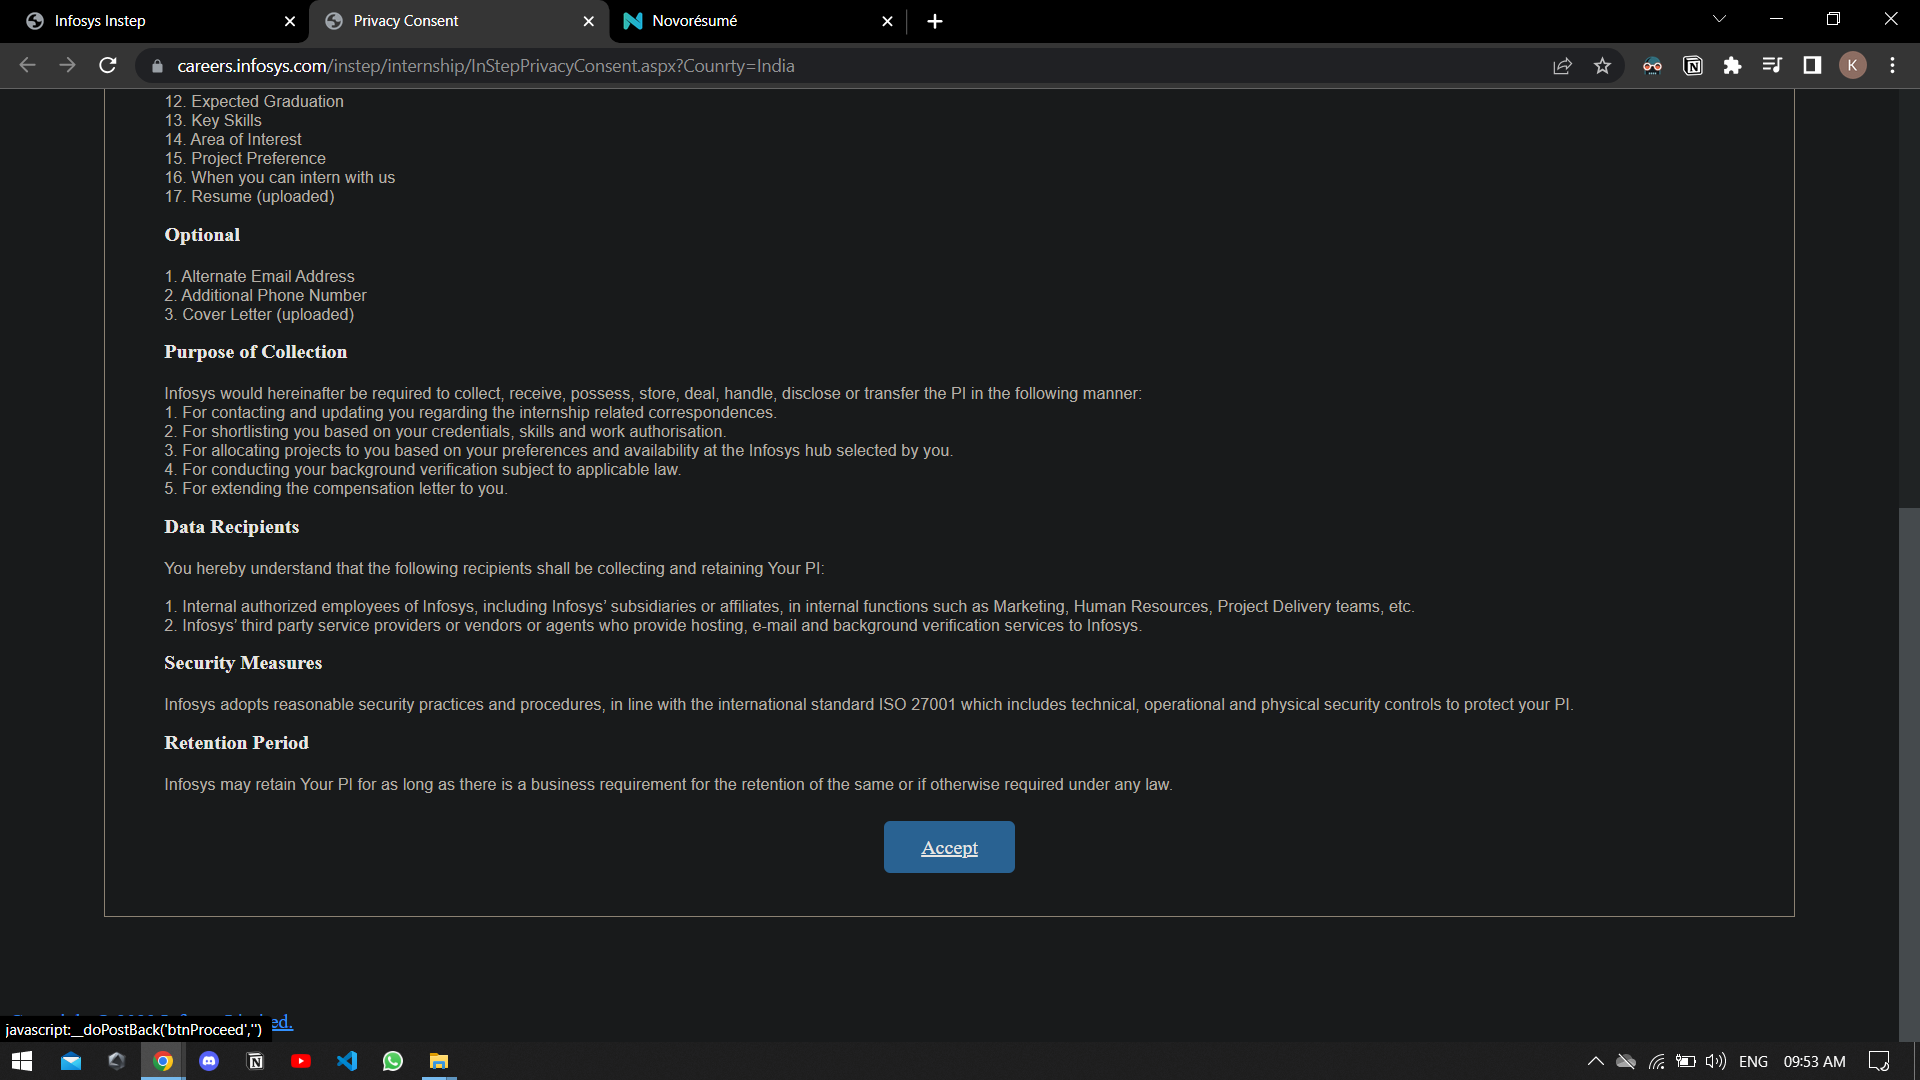 Infosys Instep
Privacy Consent
Novorésumé
careers.infosys.com/instep/internship/InStepPrivacyConsent.aspx?Counrty=India
K
12. Expected Graduation
13. Key Skills
14. Area of Interest
15. Project Preference
16. When you can intern with us
17. Resume (uploaded)
Optional
1. Alternate Email Address
2. Additional Phone Number
3. Cover Letter (uploaded)
Purpose of Collection
Infosys would hereinafter be required to collect, receive, possess, store, deal, handle, disclose or transfer the PI in the following manner:
1. For contacting and updating you regarding the internship related correspondences.
2. For shortlisting you based on your credentials, skills and work authorisation.
3. For allocating projects to you based on your preferences and availability at the Infosys hub selected by you.
4. For conducting your background verification subject to applicable law.
5. For extending the compensation letter to you.
Data Recipients
You hereby understand that the following recipients shall be collecting and retaining Your PI:
1. Internal authorized employees of Infosys, including Infosys’ subsidiaries or affiliates, in internal functions such as Marketing, Human Resources, Project Delivery teams, etc.
2. Infosys’ third party service providers or vendors or agents who provide hosting, e-mail and background verification services to Infosys.
Security Measures
Infosys adopts reasonable security practices and procedures, in line with the international standard ISO 27001 which includes technical, operational and physical security controls to protect your PI.
Retention Period
Infosys may retain Your PI for as long as there is a business requirement for the retention of the same or if otherwise required under any law.
Accept
ed.
javascript:__doPostBack('btnProceed','')
ENG
09:53 AM